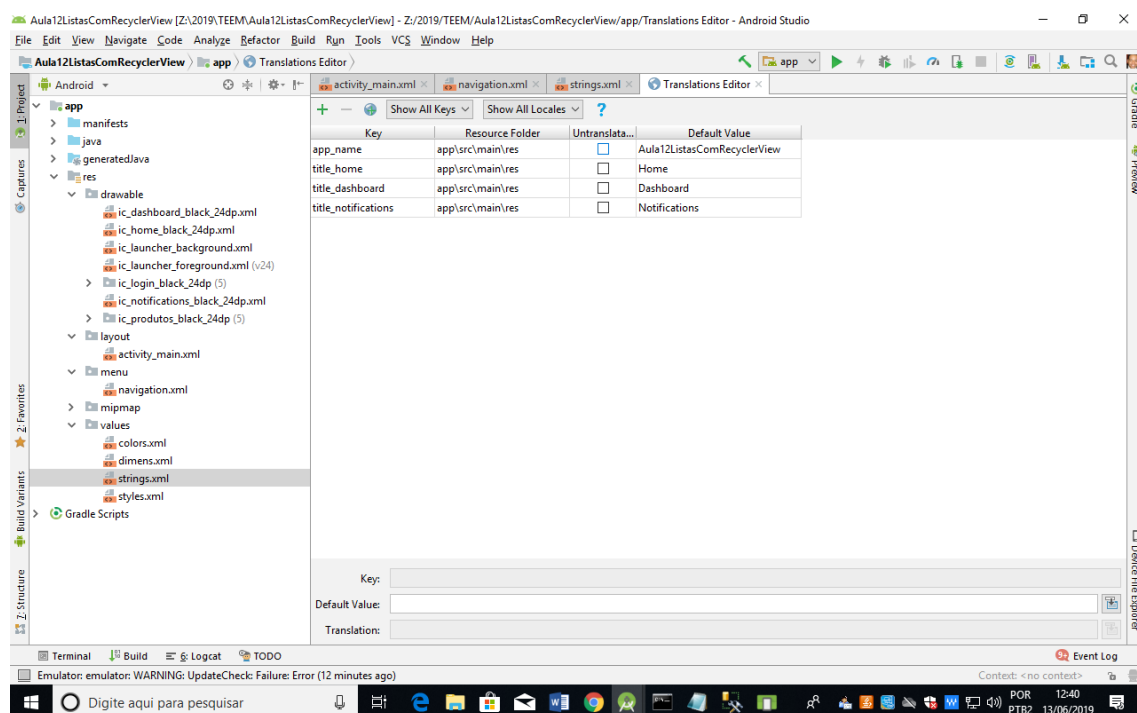 Aula12ListasComRecyclerView [Z:\2019\TEEM\Aula12ListasComRecyclerView] - Z:/2019/TEEM/Aula12ListasComRecyclerView/app/Translations Editor - Android Studio
File Edit View Navigate Code Analyze Refactor Build Run Tools VCS Window Help
Aula12ListasComRecyclerView app Translations Editor app
Android activity_main.xml navigation.xml strings.xml Translations Editor
Show All Keys Show All Locales ?
Key Resource Folder Untranslata... Default Value
app_name app\src\main\res Aula12ListasComRecyclerView
title_home app\src\main\res Home
title_dashboard app\src\main\res Dashboard
title_notifications app\src\main\res Notifications
app
manifests
java
generatedJava
res
drawable
ic_dashboard_black_24dp.xml
ic_home_black_24dp.xml
ic_launcher_background.xml
ic_launcher_foreground.xml (v24)
ic_login_black_24dp (5)
ic_notifications_black_24dp.xml
ic_produtos_black_24dp (5)
layout
activity_main.xml
menu
navigation.xml
mipmap
values
colors.xml
dimens.xml
strings.xml
styles.xml
Gradle Scripts
1: Project
Captures
2: Favorites
Build Variants
Z: Structure
Gradle
Preview
Device File Explorer
Key:
Default Value:
Translation:
Terminal Build 6: Logcat TODO Event Log
Emulator: emulator: WARNING: UpdateCheck: Failure: Error (12 minutes ago) Context: <no context>
Digite aqui para pesquisar POR 12:40
PTB2 13/06/2019